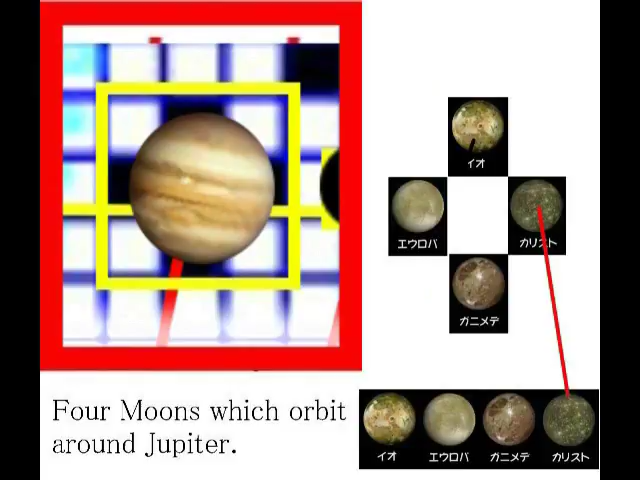 イオ
エウロパ
カリスト
ガニメデ
Four Moons which orbit
around Jupiter.
イオ エウロパ ガニメデ カリスト